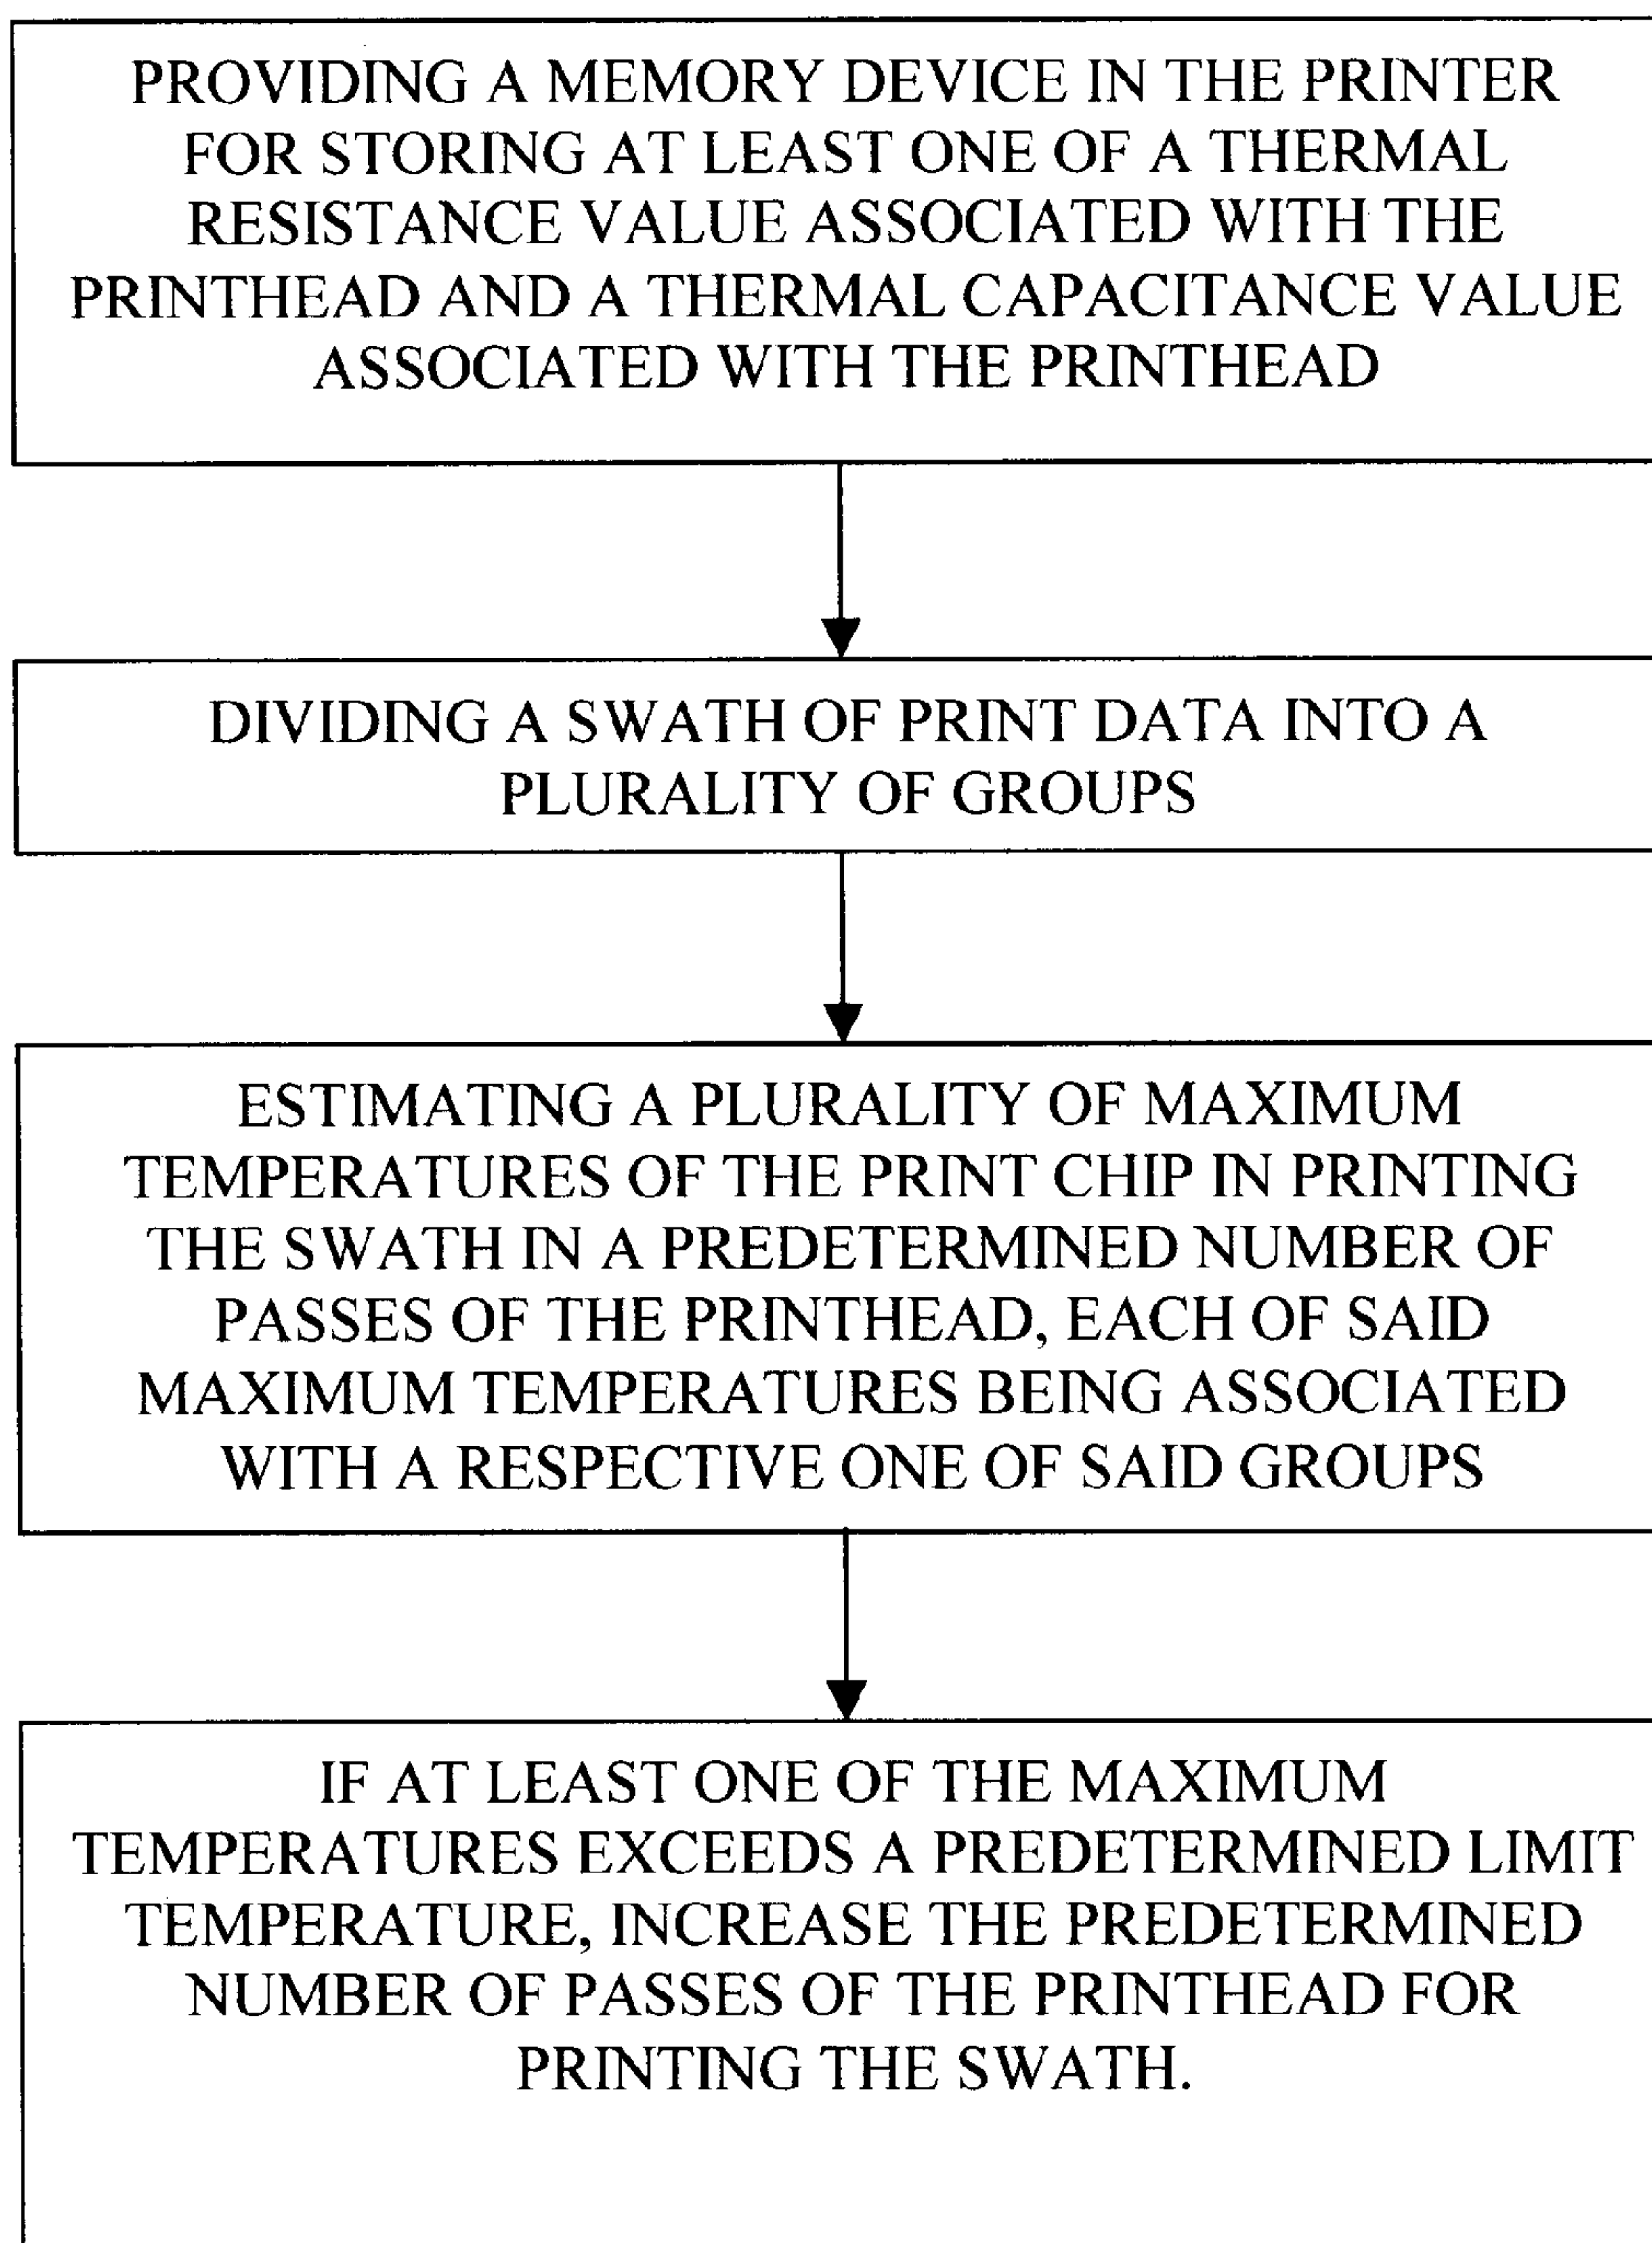 PROVIDING A MEMORY DEVICE IN THE PRINTER
FOR STORING AT LEAST ONE OF A THERMAL
RESISTANCE VALUE ASSOCIATED WITH THE
PRINTHEAD AND A THERMAL CAPACITANCE VALUE
ASSOCIATED WITH THE PRINTHEAD
DIVIDING A SWATH OF PRINT DATA INTO A
PLURALITY OF GROUPS
ESTIMATING A PLURALITY OF MAXIMUM
TEMPERATURES OF THE PRINT CHIP IN PRINTING
THE SWATH IN A PREDETERMINED NUMBER OF
PASSES OF THE PRINTHEAD, EACH OF SAID
MAXIMUM TEMPERATURES BEING ASSOCIATED
WITH A RESPECTIVE ONE OF SAID GROUPS
IF AT LEAST ONE OF THE MAXIMUM
TEMPERATURES EXCEEDS A PREDETERMINED LIMIT
TEMPERATURE, INCREASE THE PREDETERMINED
NUMBER OF PASSES OF THE PRINTHEAD FOR
PRINTING THE SWATH.